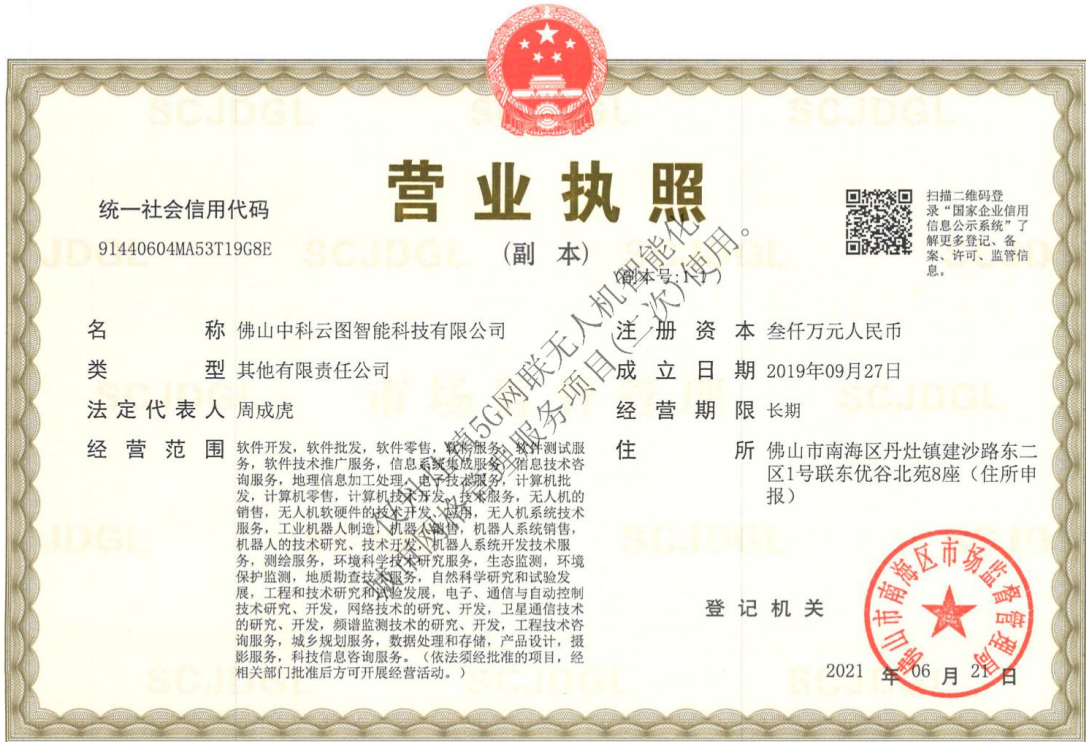 营业执照
(副 本)
(副本号:1-1)
统一社会信用代码
91440604MA53T19G8E
扫描二维码登
录“国家企业信用
信息公示系统”了
解更多登记、备
案、许可、监管信
息。
名 称 佛山中科云图智能科技有限公司
类 型 其他有限责任公司
法定代表人 周成虎
经营范围 软件开发，软件批发，软件零售，软件服务，软件测试服
务，软件技术推广服务，信息系统集成服务，信息技术咨
询服务，地理信息加工处理，电子技术服务，计算机批
发，计算机零售，计算机技术开发、技术服务，无人机的
销售，无人机软硬件的技术开发、应用，无人机系统技术
服务，工业机器人制造，机器人销售，机器人系统销售，
机器人的技术研究、技术开发，机器人系统开发技术服
务，测绘服务，环境科学技术研究服务，生态监测，环境
保护监测，地质勘查技术服务，自然科学研究和试验发
展，工程和技术研究和试验发展，电子、通信与自动控制
技术研究、开发，网络技术的研究、开发，卫星通信技术
的研究、开发，频谱监测技术的研究、开发，工程技术咨
询服务，城乡规划服务，数据处理和存储，产品设计，摄
影服务，科技信息咨询服务。（依法须经批准的项目，经
相关部门批准后方可开展经营活动。）
注册资本 叁仟万元人民币
成立日期 2019年09月27日
经营期限 长期
住 所 佛山市南海区丹灶镇建沙路东二
区1号联东优谷北苑8座（住所申
报）
登记机关
佛山市南海区市场监督管理局
2021 年 06 月 21 日
5G网联无人机智能化
服务项目(二次)使用。
SCJDGL